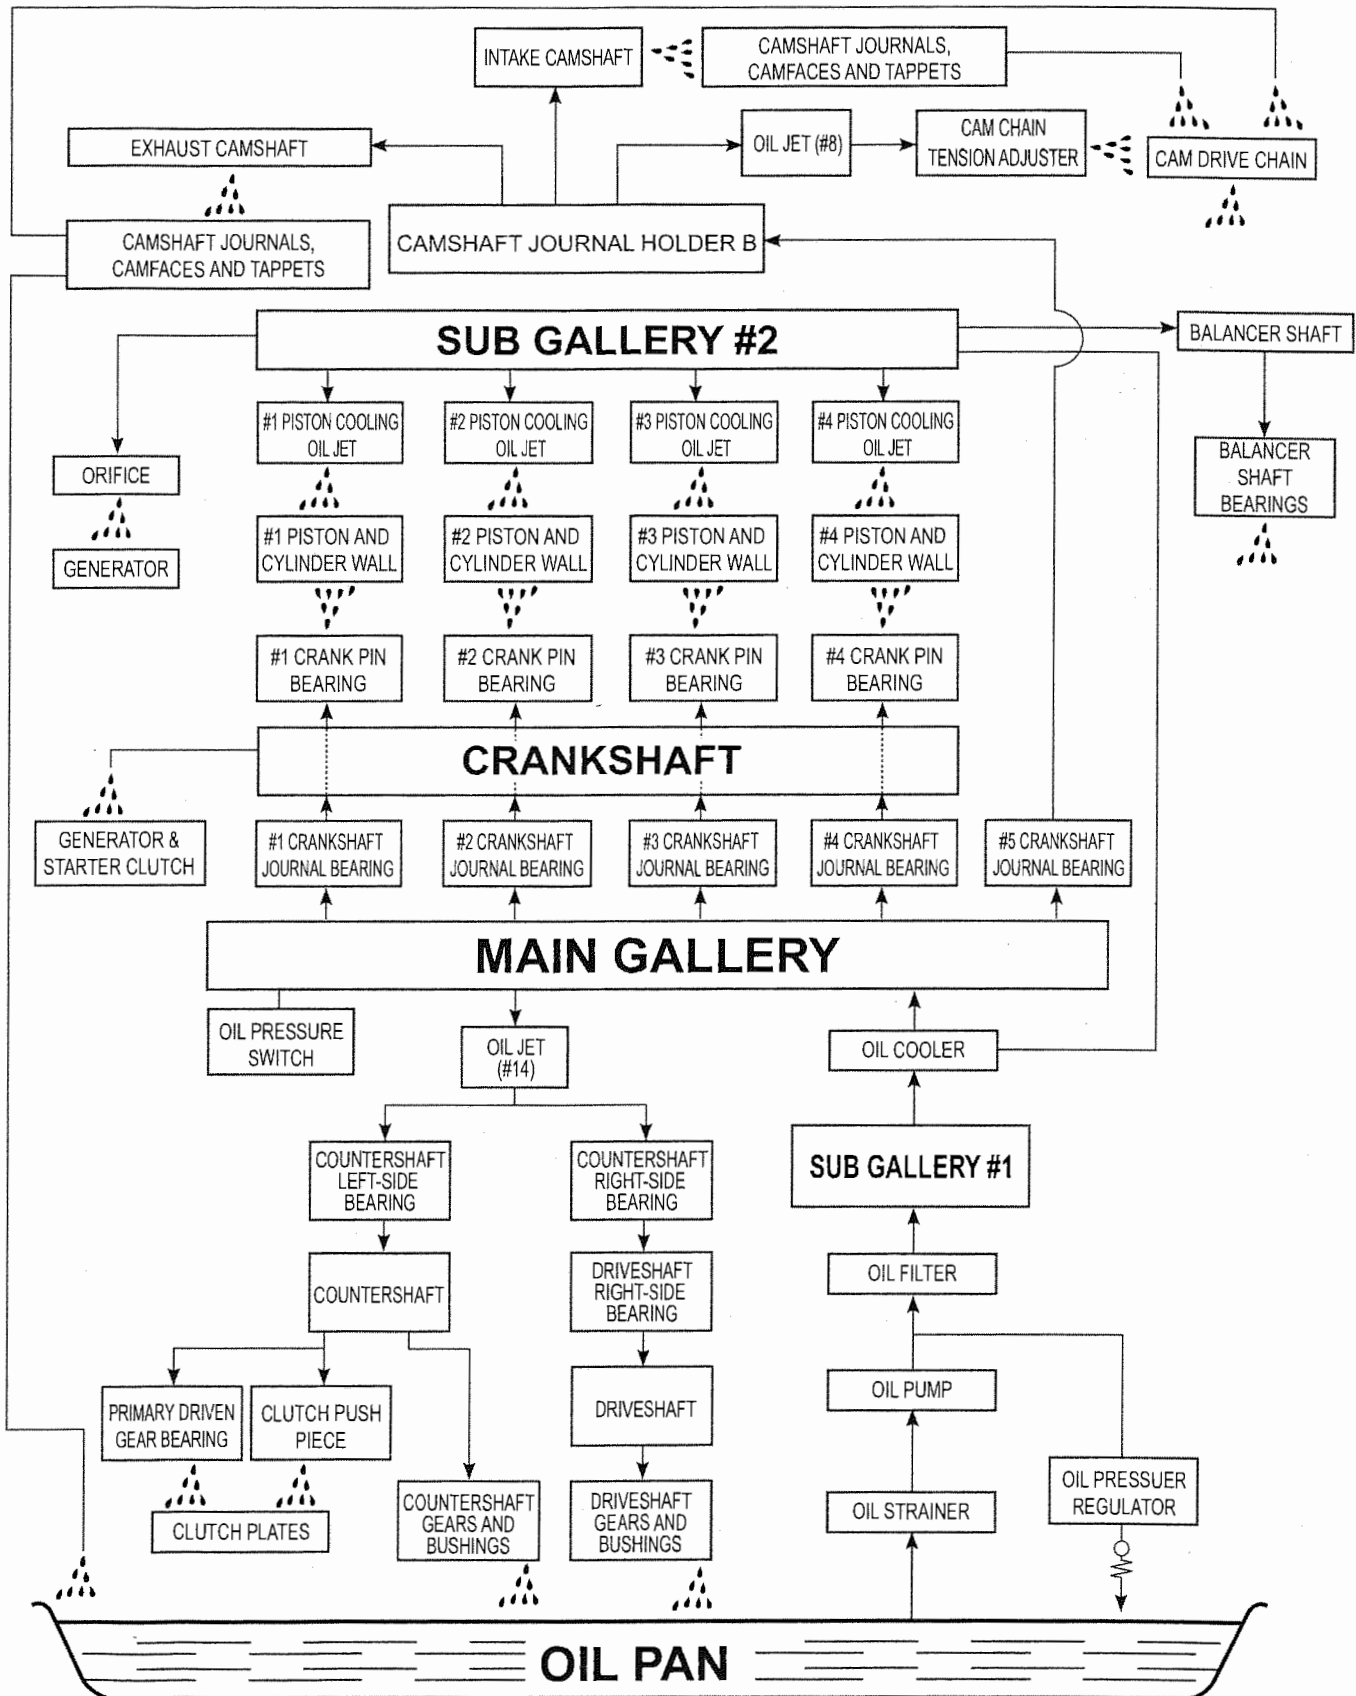 INTAKE CAMSHAFT
CAMSHAFT JOURNALS,
CAMFACES AND TAPPETS
EXHAUST CAMSHAFT
OIL JET (#8)
CAM CHAIN
TENSION ADJUSTER
CAM DRIVE CHAIN
CAMSHAFT JOURNALS,
CAMFACES AND TAPPETS
CAMSHAFT JOURNAL HOLDER B
SUB GALLERY #2
BALANCER SHAFT
#1 PISTON COOLING
OIL JET
#2 PISTON COOLING
OIL JET
#3 PISTON COOLING
OIL JET
#4 PISTON COOLING
OIL JET
BALANCER
SHAFT
BEARINGS
ORIFICE
GENERATOR
#1 PISTON AND
CYLINDER WALL
#2 PISTON AND
CYLINDER WALL
#3 PISTON AND
CYLINDER WALL
#4 PISTON AND
CYLINDER WALL
#1 CRANK PIN
BEARING
#2 CRANK PIN
BEARING
#3 CRANK PIN
BEARING
#4 CRANK PIN
BEARING
CRANKSHAFT
GENERATOR &
STARTER CLUTCH
#1 CRANKSHAFT
JOURNAL BEARING
#2 CRANKSHAFT
JOURNAL BEARING
#3 CRANKSHAFT
JOURNAL BEARING
#4 CRANKSHAFT
JOURNAL BEARING
#5 CRANKSHAFT
JOURNAL BEARING
MAIN GALLERY
OIL PRESSURE
SWITCH
OIL JET
(#14)
OIL COOLER
COUNTERSHAFT
LEFT-SIDE
BEARING
COUNTERSHAFT
RIGHT-SIDE
BEARING
SUB GALLERY #1
COUNTERSHAFT
DRIVESHAFT
RIGHT-SIDE
BEARING
OIL FILTER
PRIMARY DRIVEN
GEAR BEARING
CLUTCH PUSH
PIECE
DRIVESHAFT
OIL PUMP
CLUTCH PLATES
COUNTERSHAFT
GEARS AND
BUSHINGS
DRIVESHAFT
GEARS AND
BUSHINGS
OIL STRAINER
OIL PRESSUER
REGULATOR
OIL PAN